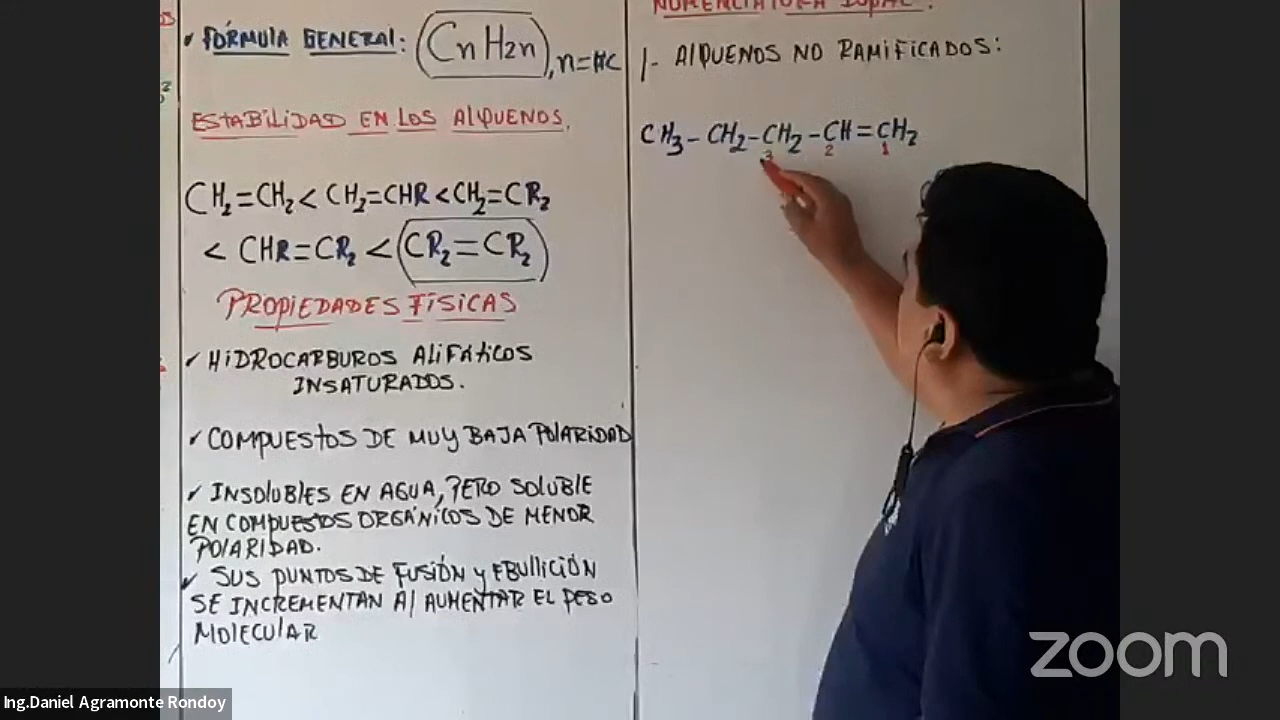 ✓ FÓRMULA GENERAL: CnH2n, n=#C
ESTABILIDAD EN LOS AlQUENOS.
CH₂=CH₂ < CH₂=CHR < CH₂=CR₂
< CHR=CR₂ < CR₂=CR₂
PROPIEDADES FÍSICAS
✓ HIDROCARBUROS ALIFÁTICOS
INSATURADOS.
✓ COMPUESTOS DE MUY BAJA POLARIDAD
✓ INSOLUBLES EN AGUA, PERO SOLUBLE
EN COMPUESTOS ORGÁNICOS DE MENOR
POLARIDAD.
✓ SUS PUNTOS DE FUSIÓN y EBULLICIÓN
SE INCREMENTAN Al AUMENTAR EL PESO
MOLECULAR
NOMENCLATURA IUPAC:
1.- AlQUENOS NO RAMIFICADOS:
CH₃-CH₂-CH₂-CH=CH₂
3 2 1
zoom
Ing.Daniel Agramonte Rondoy